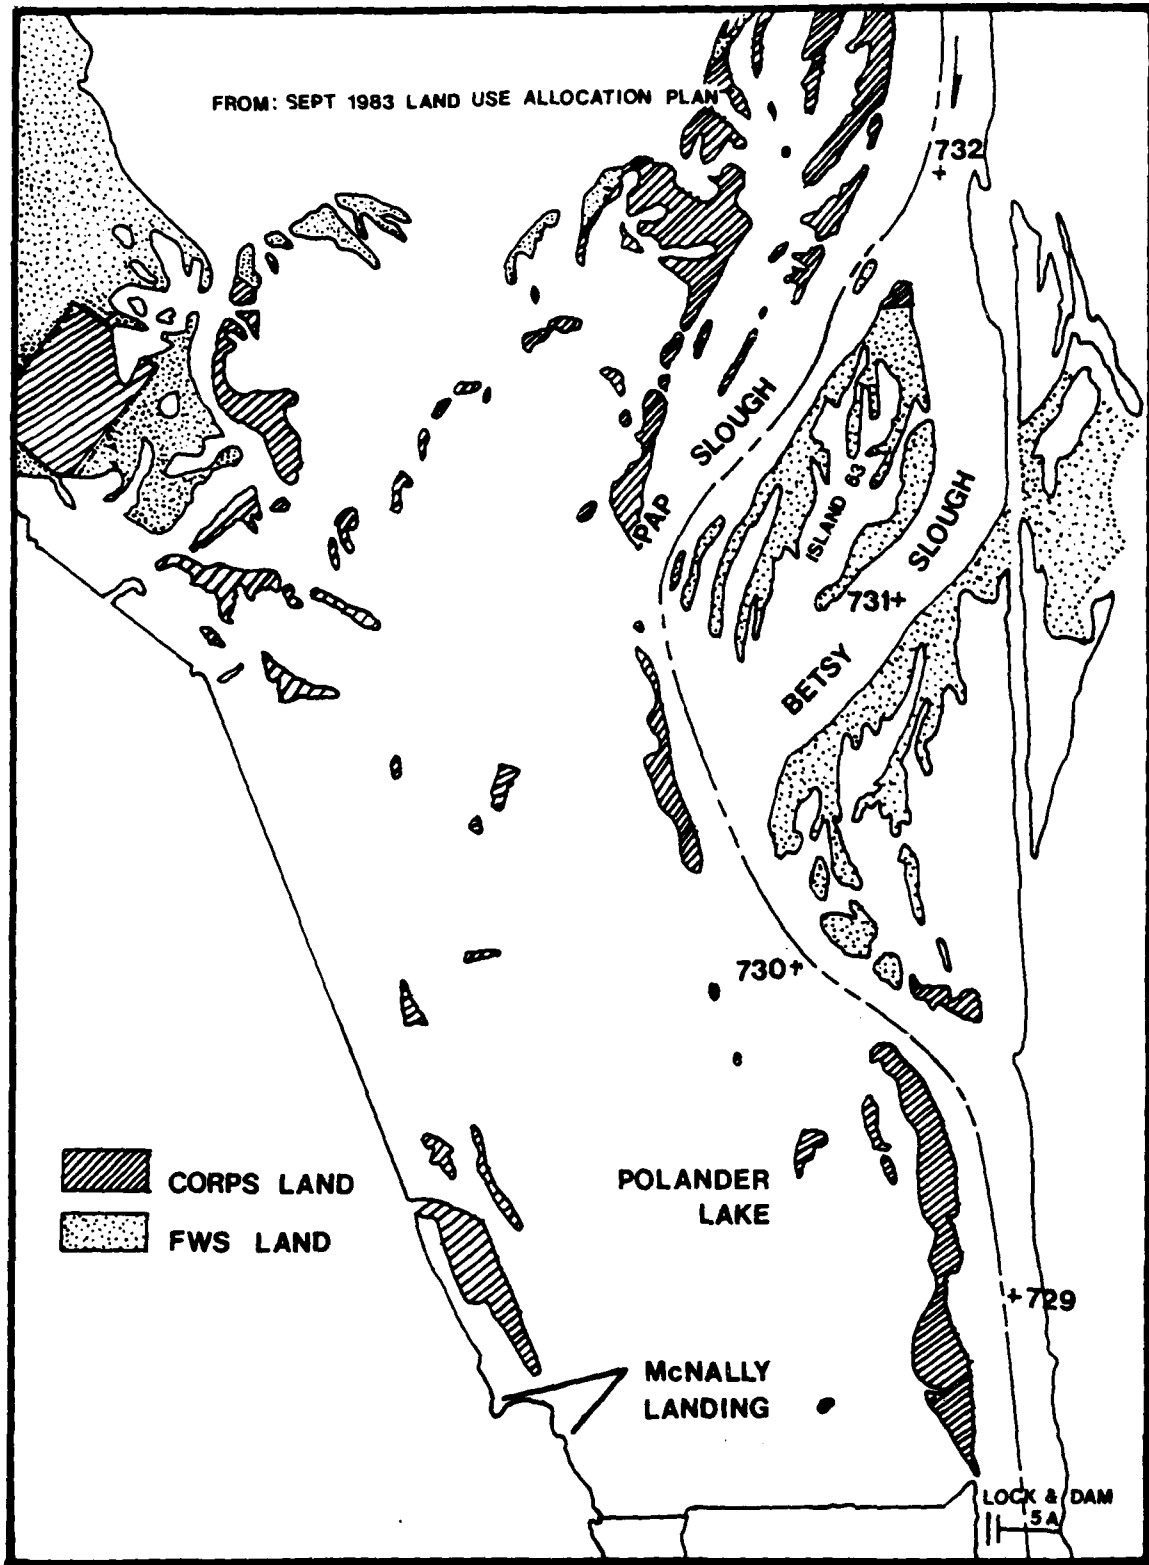 FROM: SEPT 1983 LAND USE ALLOCATION PLAN
732
SLOUGH
PAP
ISLAND 63
SLOUGH
731
BETSY
730
CORPS LAND
FWS LAND
POLANDER
LAKE
729
McNALLY
LANDING
LOCK & DAM
5A